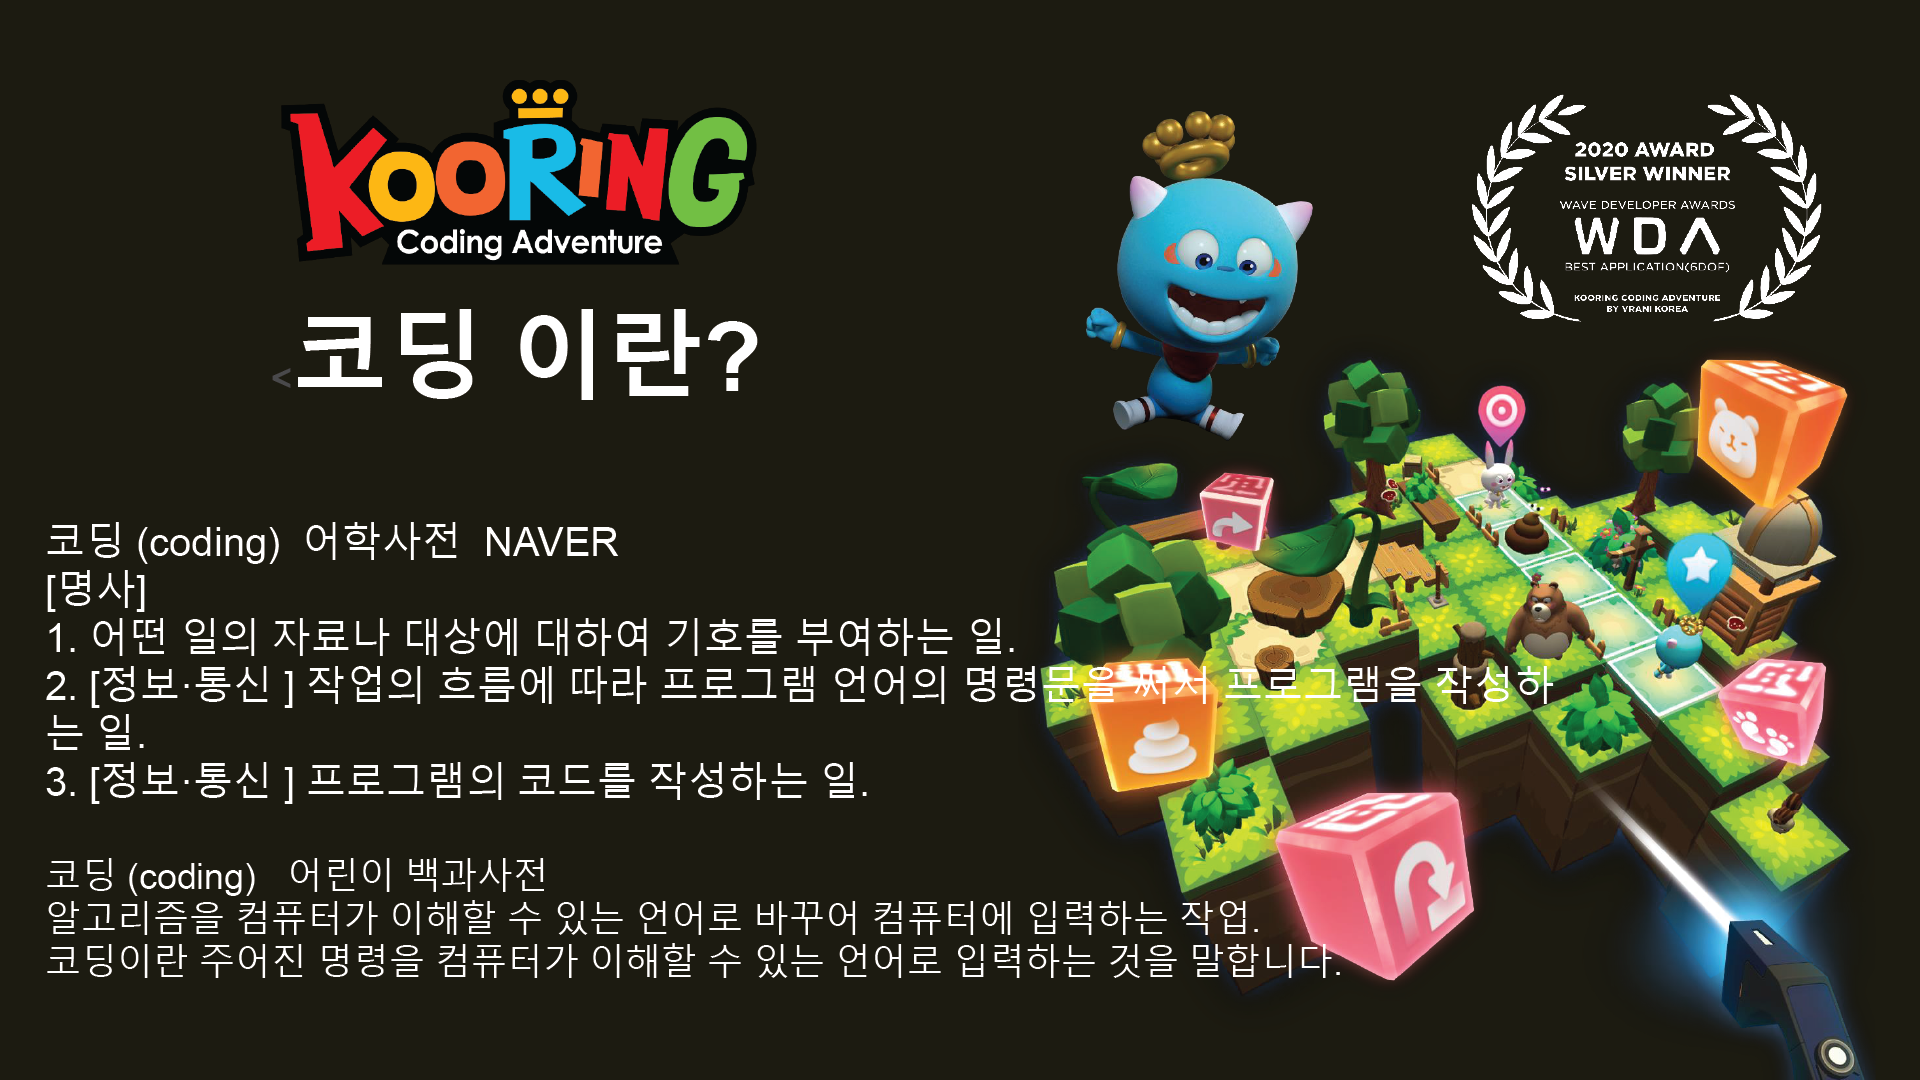 KOORING
Coding Adventure
<코딩 이란?
2020 AWARD
SILVER WINNER
WAVE DEVELOPER AWARDS
WDA
BEST APPLICATION(6DOF)
KOORING CODING ADVENTURE
BY VRANI KOREA
코딩 (coding) 어학사전 NAVER
[명사]
1. 어떤 일의 자료나 대상에 대하여 기호를 부여하는 일.
2. [정보·통신 ] 작업의 흐름에 따라 프로그램 언어의 명령문을 써서 프로그램을 작성하
는 일.
3. [정보·통신 ] 프로그램의 코드를 작성하는 일.
코딩 (coding) 어린이 백과사전
알고리즘을 컴퓨터가 이해할 수 있는 언어로 바꾸어 컴퓨터에 입력하는 작업.
코딩이란 주어진 명령을 컴퓨터가 이해할 수 있는 언어로 입력하는 것을 말합니다.